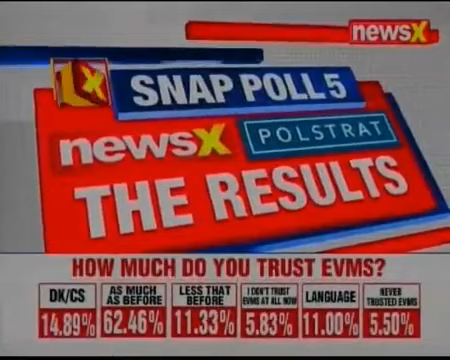 newsX
SNAP POLL 5
newsX POLSTRAT
THE RESULTS
HOW MUCH DO YOU TRUST EVMS?
DK/CS
14.89%
AS MUCH
AS BEFORE
62.46%
LESS THAT
BEFORE
11.33%
I DON'T TRUST
EVMS AT ALL NOW
5.83%
LANGUAGE
11.00%
NEVER
TRUSTED EVMS
5.50%